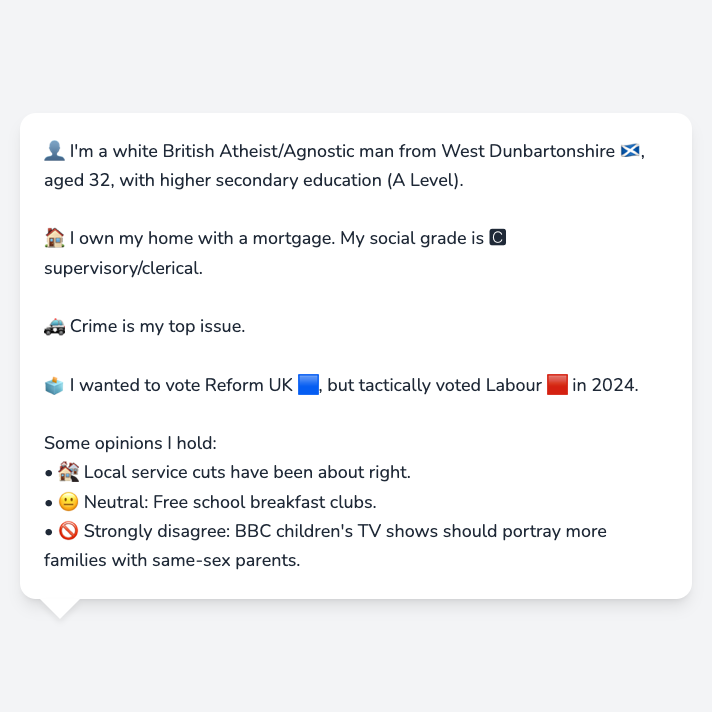 👤 I'm a white British Atheist/Agnostic man from West Dunbartonshire 🏴󠁧󠁢󠁳󠁣󠁴󠁿,
aged 32, with higher secondary education (A Level).
🏠 I own my home with a mortgage. My social grade is 🅲
supervisory/clerical.
🚓 Crime is my top issue.
🗳️ I wanted to vote Reform UK 🟦, but tactically voted Labour 🟥 in 2024.
Some opinions I hold:
• 🏚️ Local service cuts have been about right.
• 😐 Neutral: Free school breakfast clubs.
• 🚫 Strongly disagree: BBC children's TV shows should portray more
families with same-sex parents.